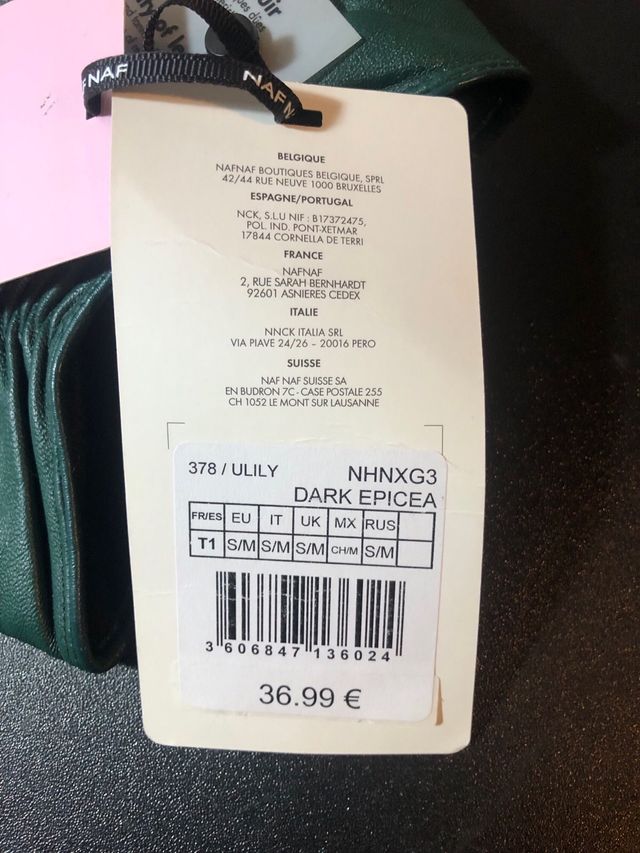 NAF
NAF N
BELGIQUE
NAFNAF BOUTIQUES BELGIQUE, SPRL
42/44 RUE NEUVE 1000 BRUXELLES
ESPAGNE/PORTUGAL
NCK, S.L.U NIF : B17372475,
POL. IND. PONT-XETMAR
17844 CORNELLA DE TERRI
FRANCE
NAFNAF
2, RUE SARAH BERNHARDT
92601 ASNIERES CEDEX
ITALIE
NNCK ITALIA SRL
VIA PIAVE 24/26 – 20016 PERO
SUISSE
NAF NAF SUISSE SA
EN BUDRON 7C - CASE POSTALE 255
CH 1052 LE MONT SUR LAUSANNE
378 / ULILY NHNXG3
DARK EPICEA
FR/ES EU IT UK MX RUS
T1 S/M S/M S/M CH/M S/M
3 606847 136024
36.99 €